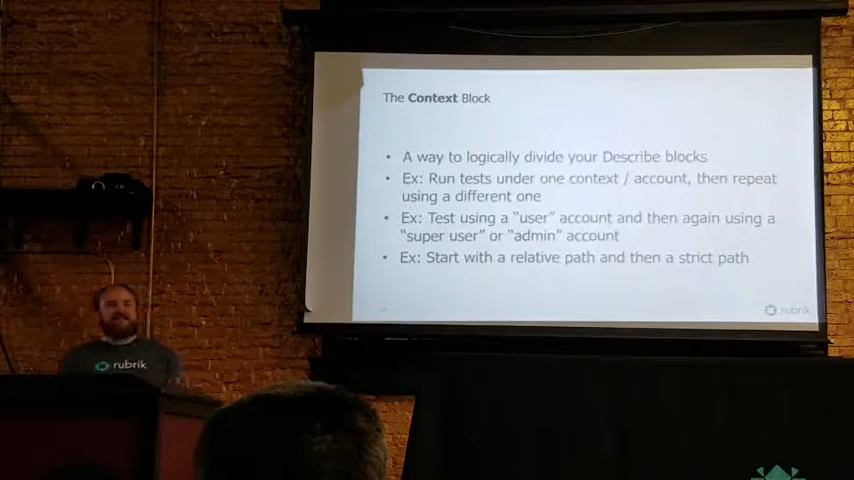 The Context Block
• A way to logically divide your Describe blocks
• Ex: Run tests under one context / account, then repeat
using a different one
• Ex: Test using a “user” account and then again using a
“super user” or “admin” account
• Ex: Start with a relative path and then a strict path
rubrik
rubrik